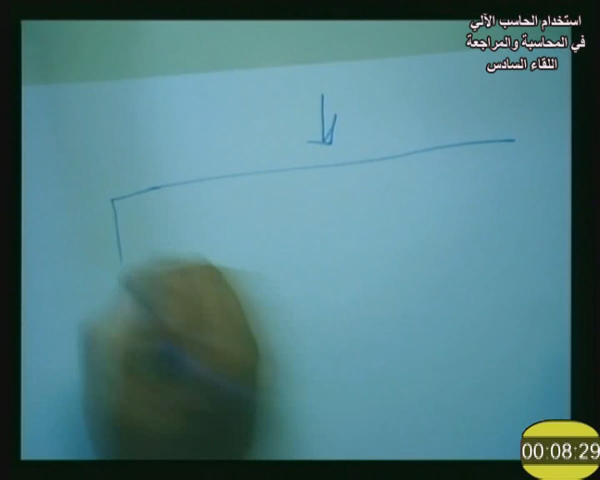 استخدام الحاسب الآلي
في المحاسبة والمراجعة
اللقاء السادس
00:08:29